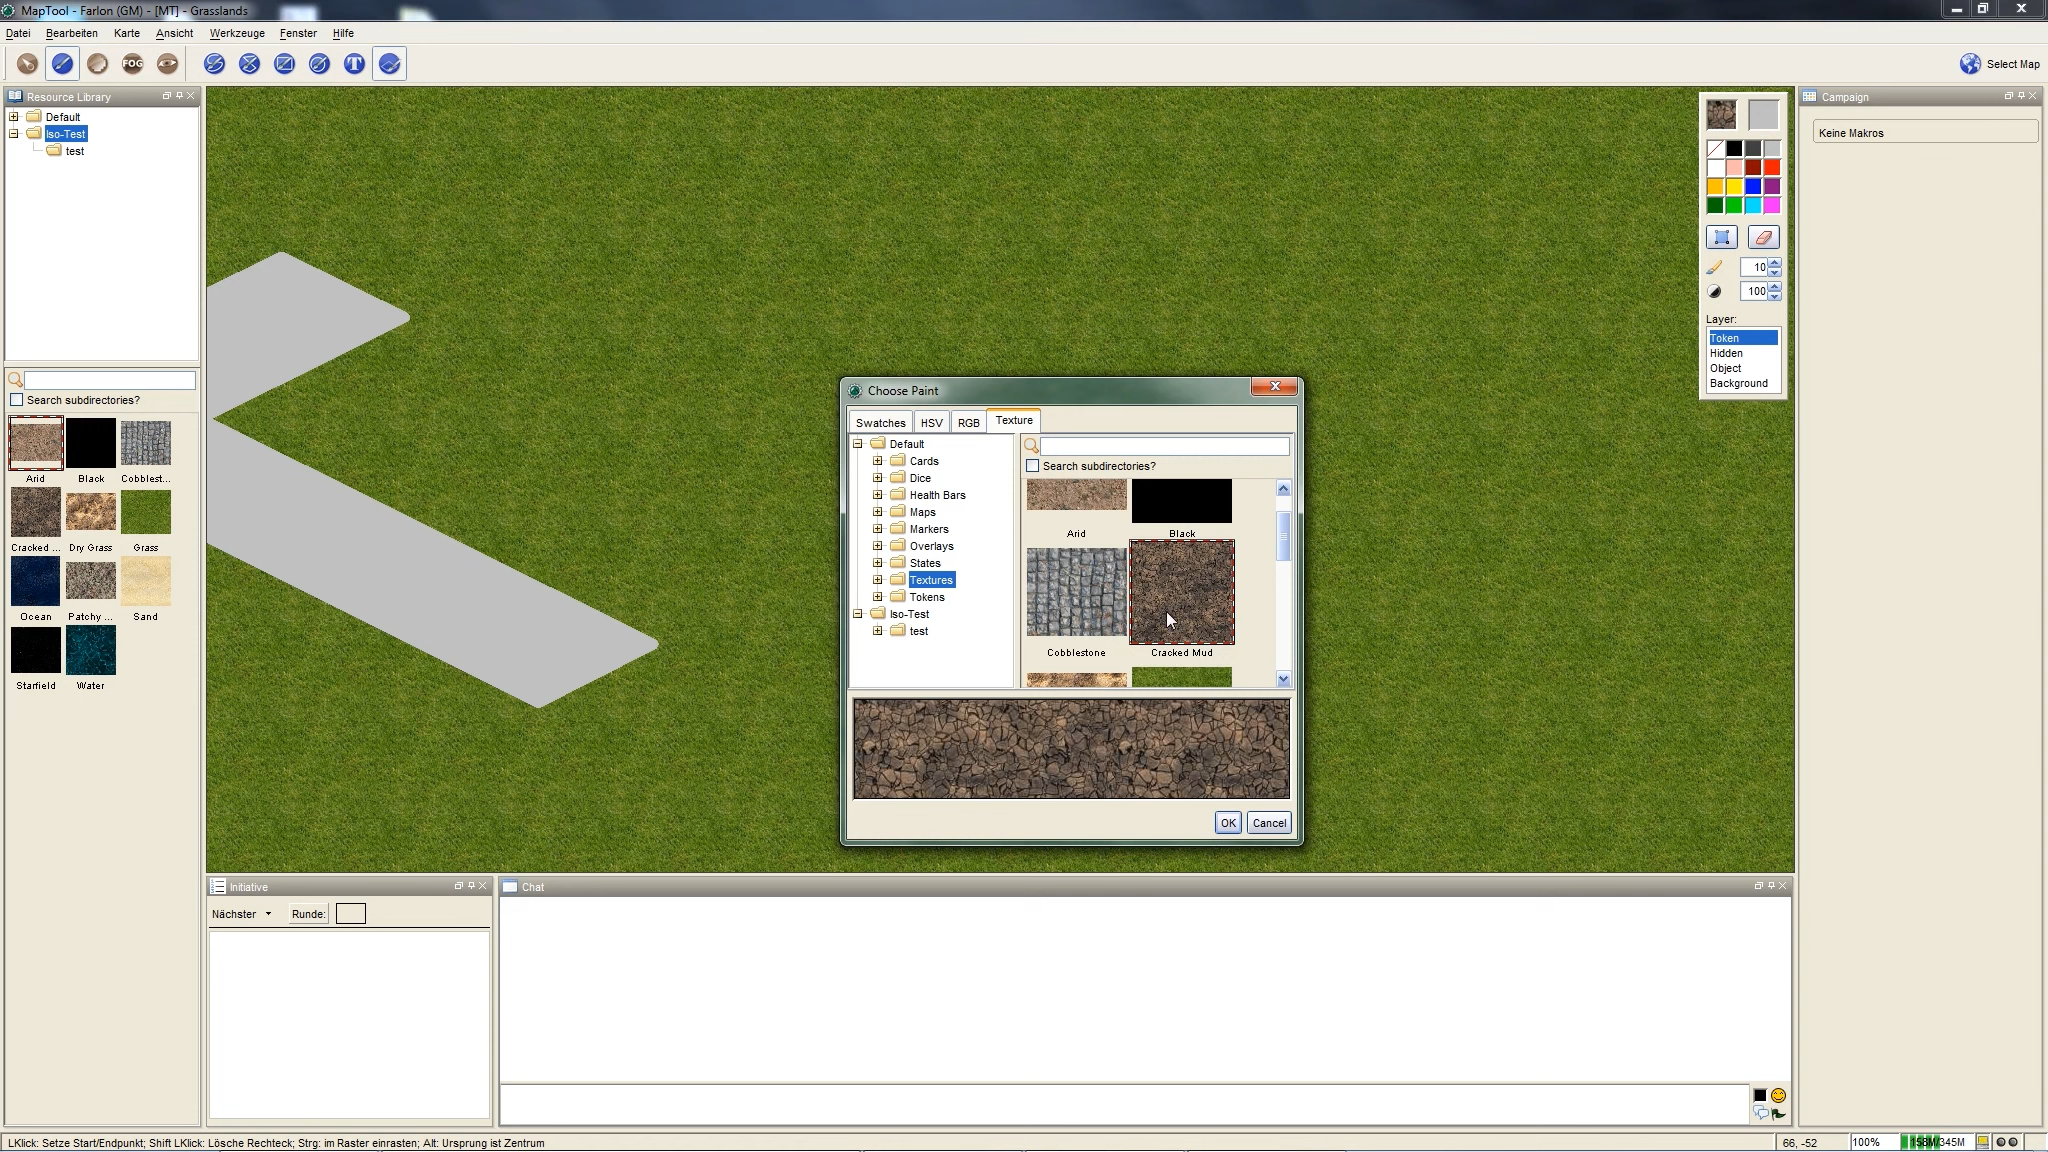 MapTool - Farlon (GM) - [MT] - Grasslands
Datei Bearbeiten Karte Ansicht Werkzeuge Fenster Hilfe
FOG
T
Select Map
Resource Library
Default
Iso-Test
test
Search subdirectories?
Arid Black Cobblest...
Cracked ... Dry Grass Grass
Ocean Patchy ... Sand
Starfield Water
Choose Paint
Swatches HSV RGB Texture
Default
Cards
Dice
Health Bars
Maps
Markers
Overlays
States
Textures
Tokens
Iso-Test
test
Search subdirectories?
Arid Black
Cobblestone Cracked Mud
OK Cancel
10
100
Layer:
Token
Hidden
Object
Background
Campaign
Keine Makros
Initiative
Nächster Runde:
Chat
LKlick: Setze Start/Endpunkt; Shift LKlick: Lösche Rechteck; Strg: im Raster einrasten; Alt: Ursprung ist Zentrum
66, -52 100% 158M/345M